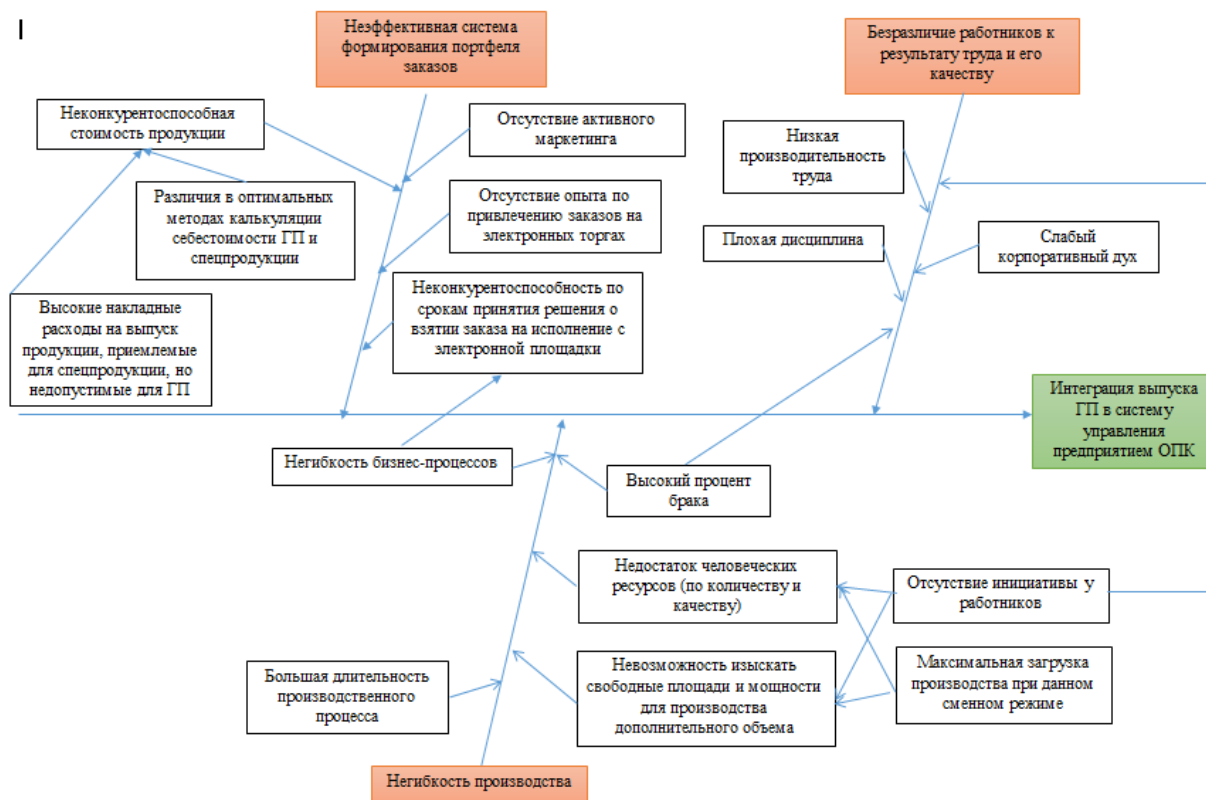 Неэффективная система
формирования портфеля
заказов
Безразличие работников к
результату труда и его
качеству
Неконкурентоспособная
стоимость продукции
Отсутствие активного
маркетинга
Низкая
производительность
труда
Различия в оптимальных
методах калькуляции
себестоимости ГП и
спецпродукции
Отсутствие опыта по
привлечению заказов на
электронных торгах
Плохая дисциплина
Слабый
корпоративный дух
Высокие накладные
расходы на выпуск
продукции, приемлемые
для спецпродукции, но
недопустимые для ГП
Неконкурентоспособность по
срокам принятия решения о
взятии заказа на исполнение с
электронной площадки
Интеграция выпуска
ГП в систему
управления
предприятием ОПК
Негибкость бизнес-процессов
Высокий процент
брака
Недостаток человеческих
ресурсов (по количеству и
качеству)
Отсутствие инициативы у
работников
Большая длительность
производственного
процесса
Невозможность изыскать
свободные площади и мощности
для производства
дополнительного объема
Максимальная загрузка
производства при данном
сменном режиме
Негибкость производства